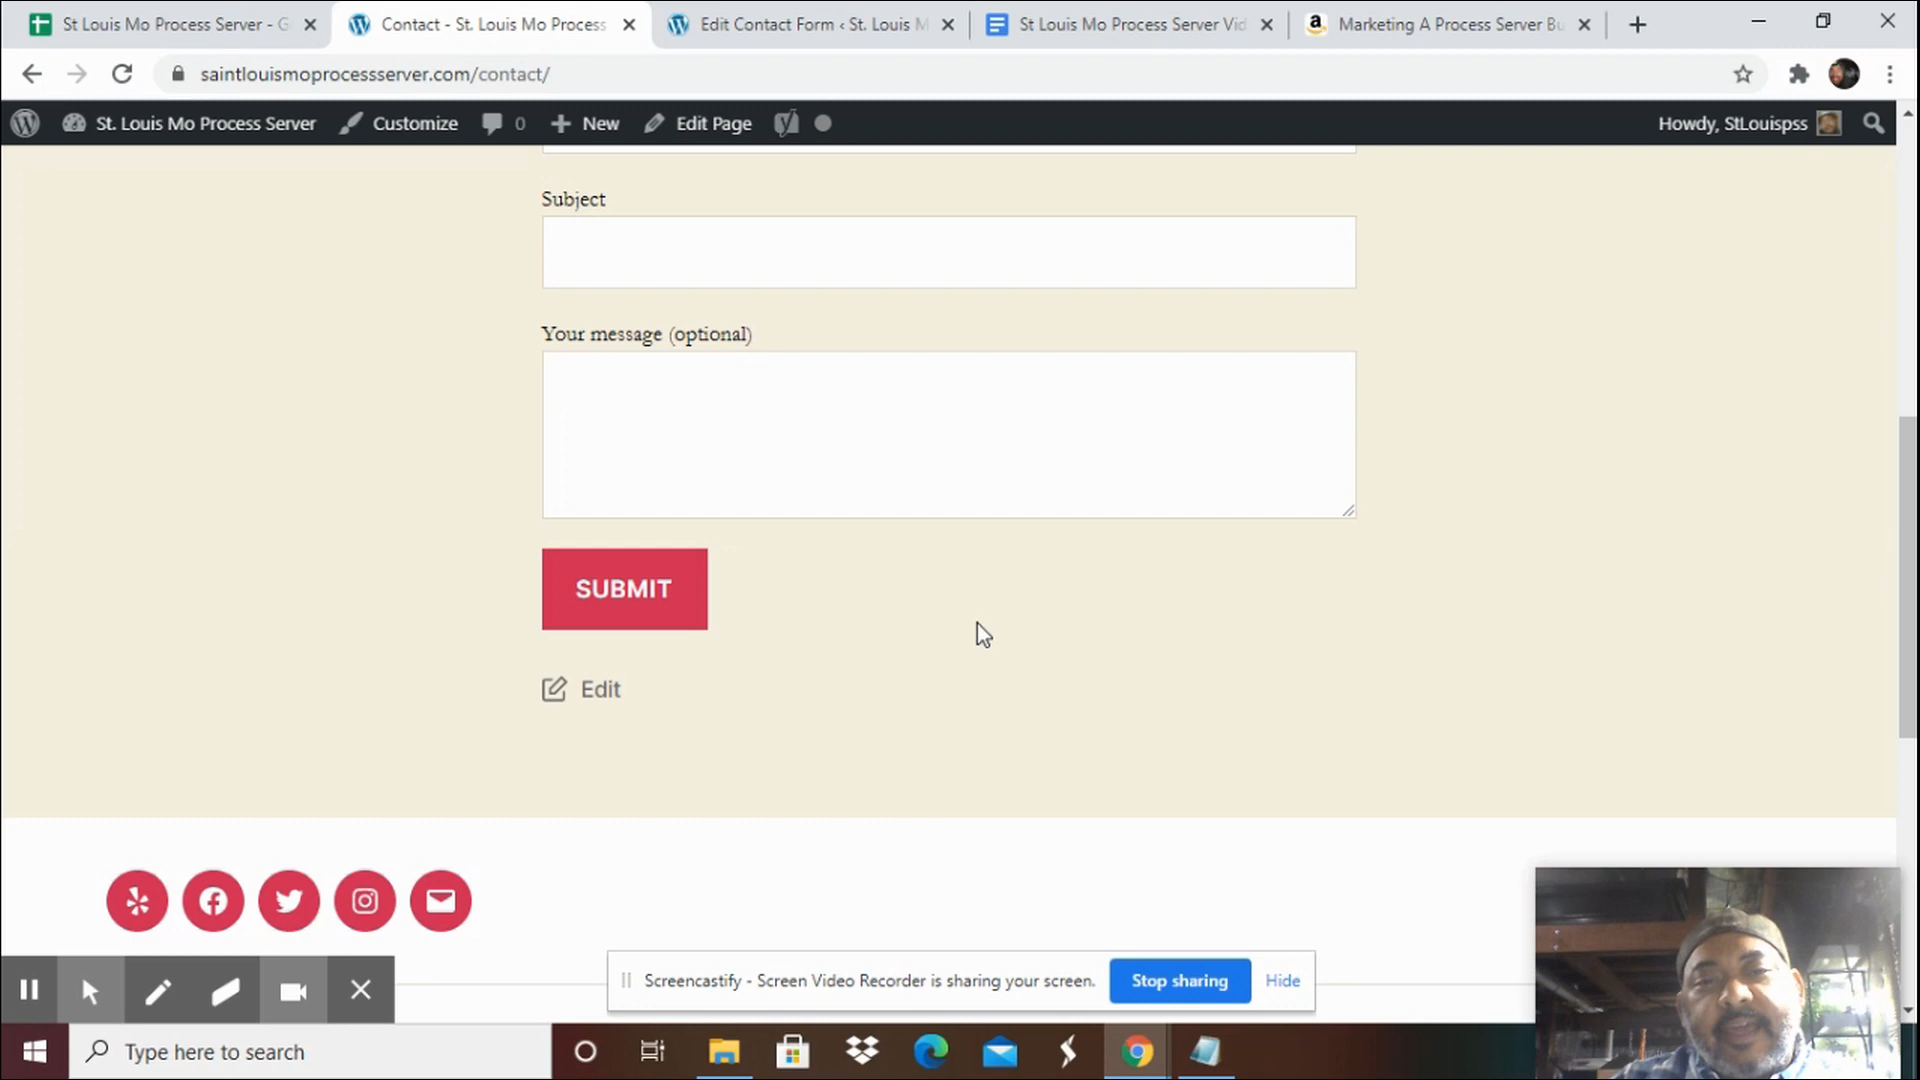 St Louis Mo Process Server - G
Contact - St. Louis Mo Process
Edit Contact Form ‹ St. Louis M
St Louis Mo Process Server Vid
Marketing A Process Server Bu
saintlouismoprocessserver.com/contact/
St. Louis Mo Process Server
Customize
0
New
Edit Page
Howdy, StLouispss
Subject
Your message (optional)
SUBMIT
Edit
Screencastify - Screen Video Recorder is sharing your screen.
Stop sharing
Hide
Type here to search